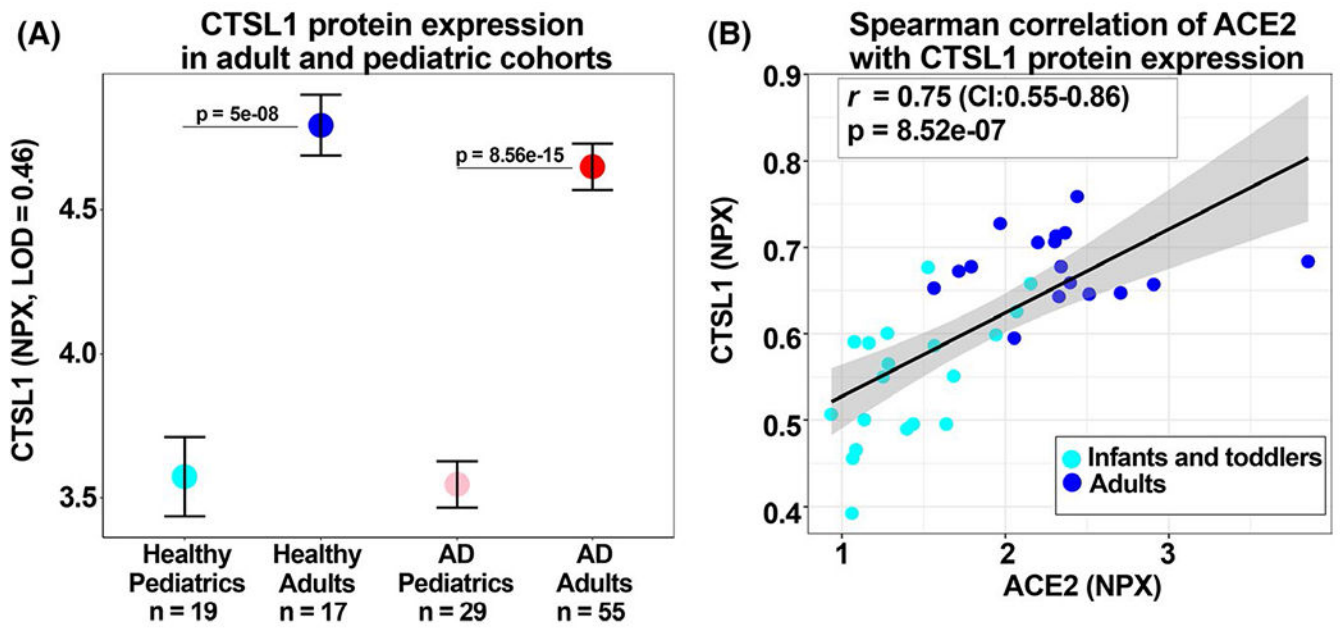 (A)
CTSL1 protein expression
in adult and pediatric cohorts
CTSL1 (NPX, LOD = 0.46)
4.5
4.0
3.5
p = 5e-08
p = 8.56e-15
Healthy Pediatrics n = 19
Healthy Adults n = 17
AD Pediatrics n = 29
AD Adults n = 55
(B)
Spearman correlation of ACE2
with CTSL1 protein expression
r = 0.75 (CI:0.55-0.86)
p = 8.52e-07
CTSL1 (NPX)
0.9
0.8
0.7
0.6
0.5
0.4
Infants and toddlers
Adults
1 2 3
ACE2 (NPX)